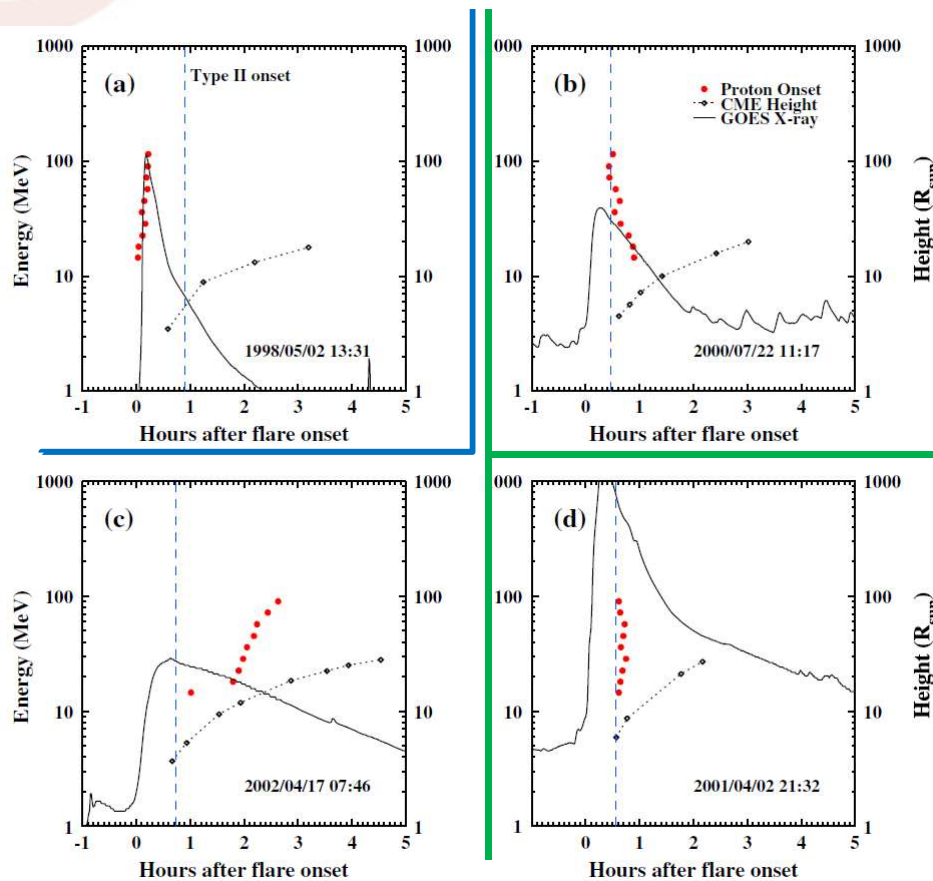 1000
100
10
1
Energy (MeV)
(a)
Type II onset
1998/05/02 13:31
1000
100
10
1
-1 0 1 2 3 4 5
Hours after flare onset
000
100
10
1
(b)
Proton Onset
CME Height
GOES X-ray
2000/07/22 11:17
1000
100
10
1
Height (Rsun)
-1 0 1 2 3 4 5
Hours after flare onset
1000
100
10
1
Energy (MeV)
(c)
2002/04/17 07:46
1000
100
10
1
-1 0 1 2 3 4 5
Hours after flare onset
1000
100
10
1
(d)
2001/04/02 21:32
1000
100
10
1
Height (Rsun)
-1 0 1 2 3 4 5
Hours after flare onset